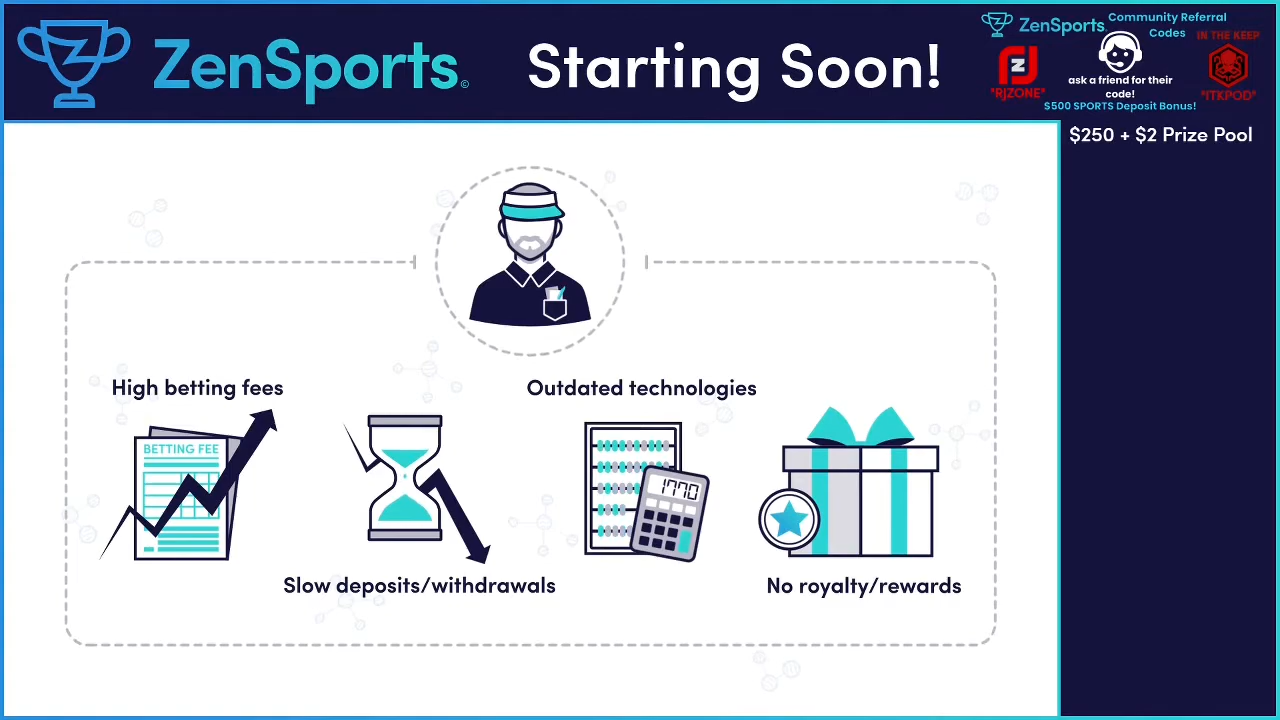 ZenSports©
Starting Soon!
ZenSports
Community Referral
Codes
"RJZONE"
ask a friend for their
code!
IN THE KEEP
"ITKPOD"
$500 SPORTS Deposit Bonus!
$250 + $2 Prize Pool
High betting fees
Outdated technologies
BETTING FEE
1770
Slow deposits/withdrawals
No royalty/rewards